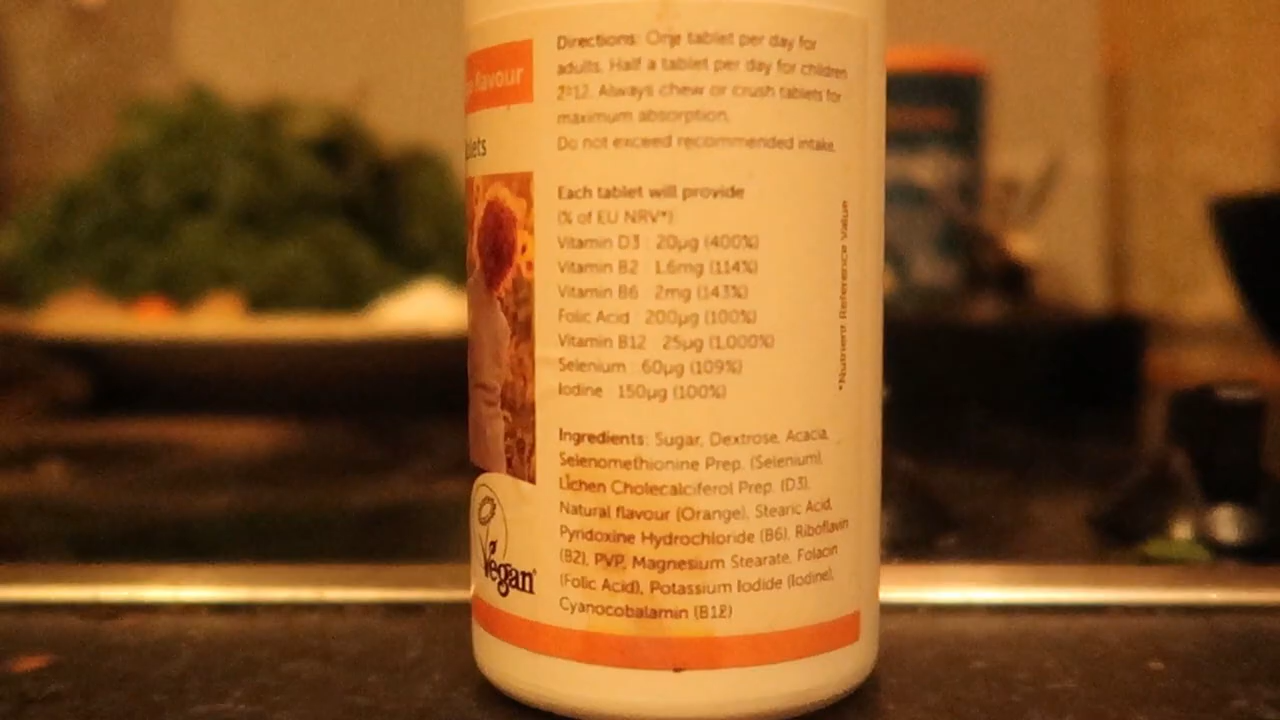 flavour
Directions: One tablet per day for
adults. Half a tablet per day for children
2-12. Always chew or crush tablets for
maximum absorption.
Do not exceed recommended intake.
Each tablet will provide
(% of EU NRV*)
Vitamin D3 20µg (400%)
Vitamin B2 1.6mg (114%)
Vitamin B6 2mg (143%)
Folic Acid 200µg (100%)
Vitamin B12 25µg (1,000%)
Selenium 60µg (109%)
Iodine 150µg (100%)
*Nutrient Reference Value
Ingredients: Sugar, Dextrose, Acacia,
Selenomethionine Prep. (Selenium),
Lichen Cholecalciferol Prep. (D3),
Natural flavour (Orange), Stearic Acid,
Pyridoxine Hydrochloride (B6), Riboflavin
(B2), PVP, Magnesium Stearate, Folacin
(Folic Acid), Potassium Iodide (Iodine),
Cyanocobalamin (B12)
Vegan